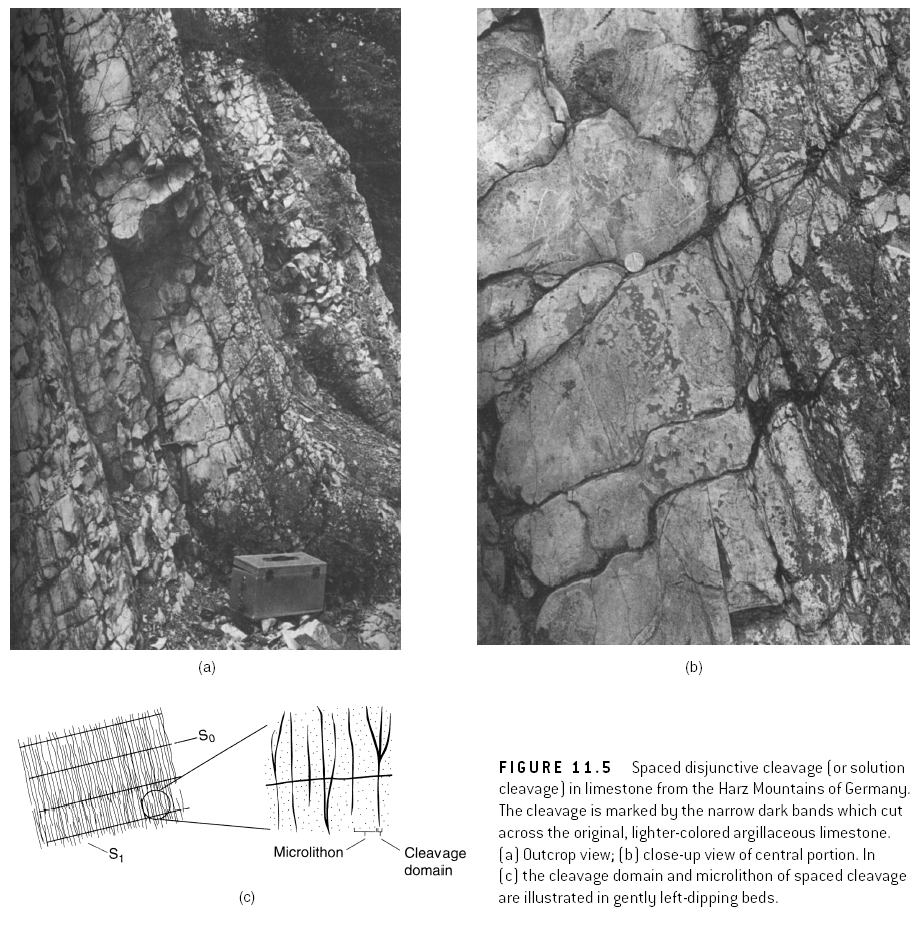 (a)
(b)
S0
S1
Microlithon
Cleavage
domain
(c)
FIGURE 11.5 Spaced disjunctive cleavage (or solution
cleavage) in limestone from the Harz Mountains of Germany.
The cleavage is marked by the narrow dark bands which cut
across the original, lighter-colored argillaceous limestone.
(a) Outcrop view; (b) close-up view of central portion. In
(c) the cleavage domain and microlithon of spaced cleavage
are illustrated in gently left-dipping beds.